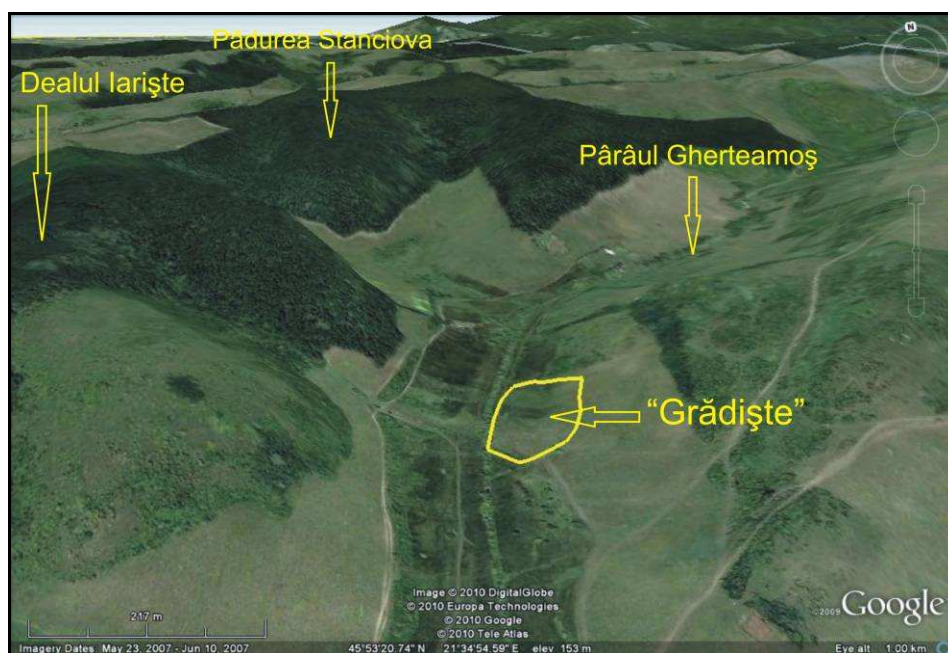 Pădurea Stanciova
Dealul Iarişte
N
Pârâul Gherteamoş
“Grădişte”
Image © 2010 DigitalGlobe
© 2010 Europa Technologies
© 2010 Google
© 2010 Tele Atlas
©2009 Google
217 m
Imagery Dates: May 23, 2007 - Jun 10, 2007
45°53'20.74" N 21°34'54.59" E elev 153 m
Eye alt 1.00 km